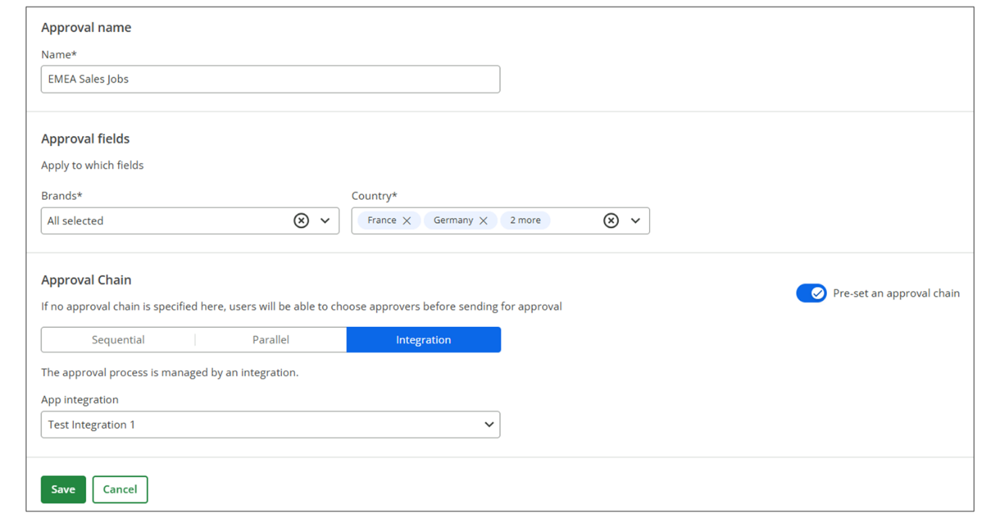 Approval name
Name*
EMEA Sales Jobs
Approval fields
Apply to which fields
Brands* Country*
All selected France Germany 2 more
Approval Chain
Pre-set an approval chain
If no approval chain is specified here, users will be able to choose approvers before sending for approval
Sequential Parallel Integration
The approval process is managed by an integration.
App integration
Test Integration 1
Save Cancel